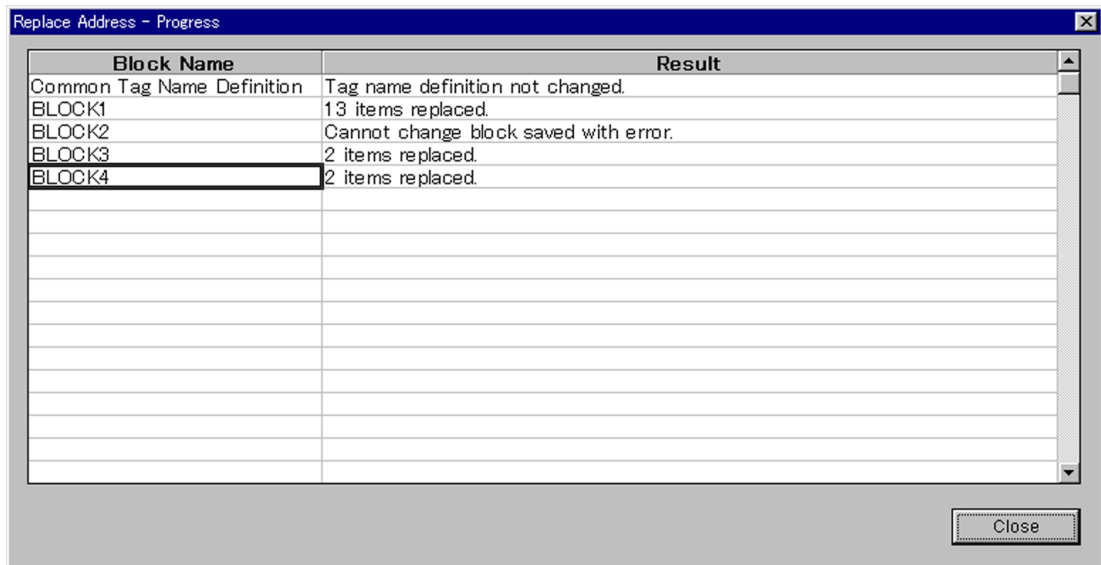 Replace Address - Progress
Block Name Result
Common Tag Name Definition Tag name definition not changed.
BLOCK1 13 items replaced.
BLOCK2 Cannot change block saved with error.
BLOCK3 2 items replaced.
BLOCK4 2 items replaced.
Close